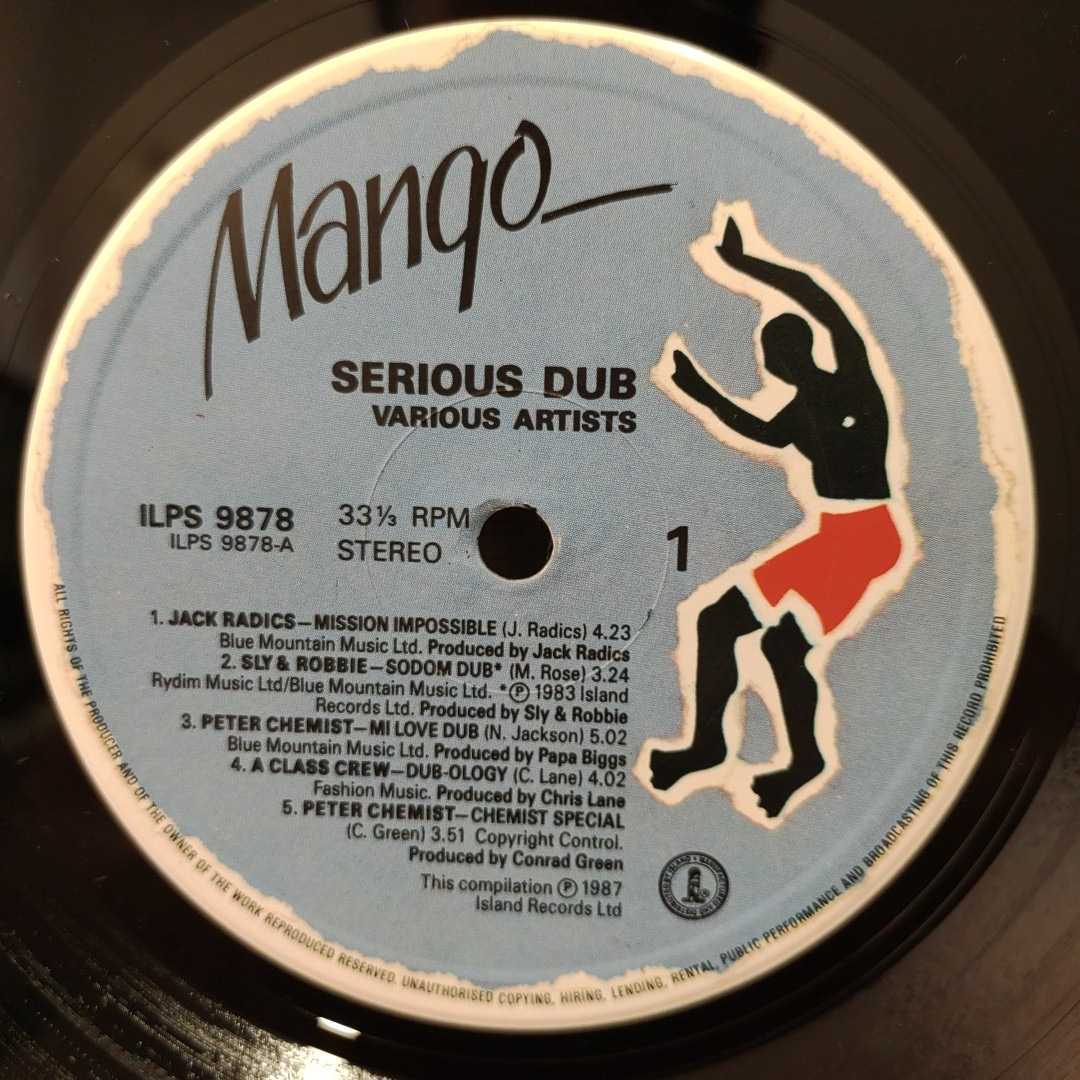 Mango
SERIOUS DUB
VARIOUS ARTISTS
ILPS 9878
ILPS 9878-A
33⅓ RPM
STEREO
1
1. JACK RADICS—MISSION IMPOSSIBLE (J. Radics) 4.23
Blue Mountain Music Ltd. Produced by Jack Radics
2. SLY & ROBBIE—SODOM DUB* (M. Rose) 3.24
Rydim Music Ltd/Blue Mountain Music Ltd. *℗ 1983 Island
Records Ltd. Produced by Sly & Robbie
3. PETER CHEMIST—MI LOVE DUB (N. Jackson) 5.02
Blue Mountain Music Ltd. Produced by Papa Biggs
4. A CLASS CREW—DUB-OLOGY (C. Lane) 4.02
Fashion Music. Produced by Chris Lane
5. PETER CHEMIST—CHEMIST SPECIAL
(C. Green) 3.51 Copyright Control.
Produced by Conrad Green
This compilation ℗ 1987
Island Records Ltd
ALL RIGHTS OF THE PRODUCER AND OF THE OWNER OF THE WORK REPRODUCED RESERVED. UNAUTHORISED COPYING, HIRING, LENDING, RENTAL, PUBLIC PERFORMANCE AND BROADCASTING OF THIS RECORD PROHIBITED